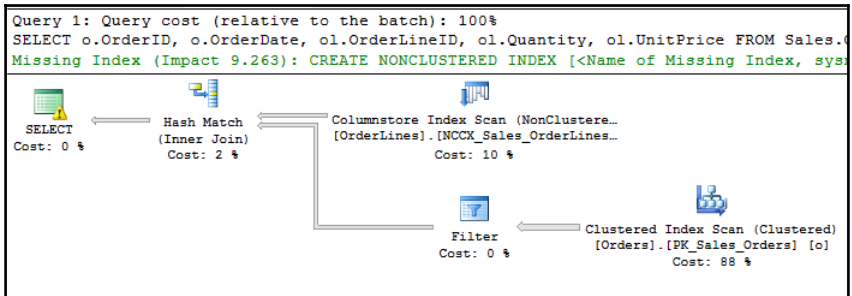 Query 1: Query cost (relative to the batch): 100%
SELECT o.OrderID, o.OrderDate, ol.OrderLineID, ol.Quantity, ol.UnitPrice FROM Sales.
Missing Index (Impact 9.263): CREATE NONCLUSTERED INDEX [<Name of Missing Index,
SELECT
Cost: 0 %
Hash Match
(Inner Join)
Cost: 2 %
Columnstore Index Scan (NonClustere…
[OrderLines].[NCCX_Sales_OrderLines…
Cost: 10 %
Filter
Cost: 0 %
Clustered Index Scan (Clustered)
[Orders].[PK_Sales_Orders] [o]
Cost: 88 %